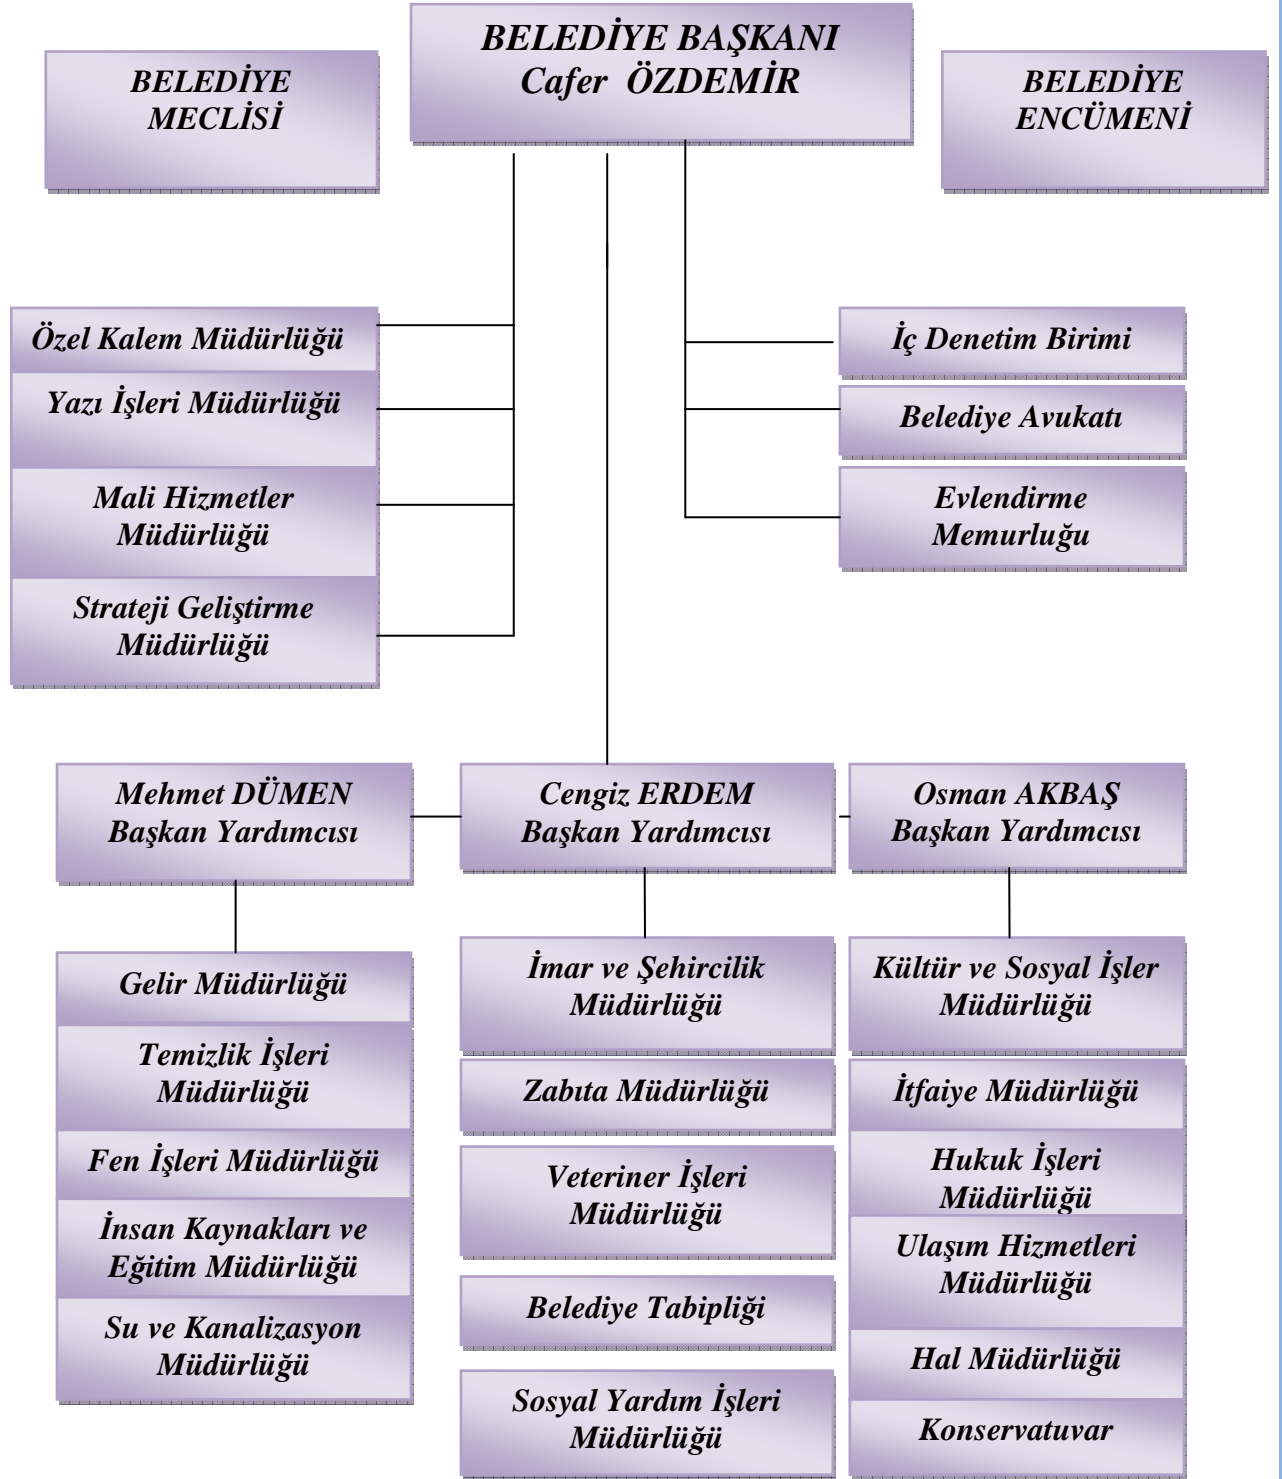 BELEDİYE BAŞKANI
Cafer ÖZDEMİR
BELEDİYE
MECLİSİ
BELEDİYE
ENCÜMENİ
Özel Kalem Müdürlüğü
Yazı İşleri Müdürlüğü
Mali Hizmetler
Müdürlüğü
Strateji Geliştirme
Müdürlüğü
İç Denetim Birimi
Belediye Avukatı
Evlendirme
Memurluğu
Mehmet DÜMEN
Başkan Yardımcısı
Cengiz ERDEM
Başkan Yardımcısı
Osman AKBAŞ
Başkan Yardımcısı
Gelir Müdürlüğü
Temizlik İşleri
Müdürlüğü
Fen İşleri Müdürlüğü
İnsan Kaynakları ve
Eğitim Müdürlüğü
Su ve Kanalizasyon
Müdürlüğü
İmar ve Şehircilik
Müdürlüğü
Zabıta Müdürlüğü
Veteriner İşleri
Müdürlüğü
Belediye Tabipliği
Sosyal Yardım İşleri
Müdürlüğü
Kültür ve Sosyal İşler
Müdürlüğü
İtfaiye Müdürlüğü
Hukuk İşleri
Müdürlüğü
Ulaşım Hizmetleri
Müdürlüğü
Hal Müdürlüğü
Konservatuvar